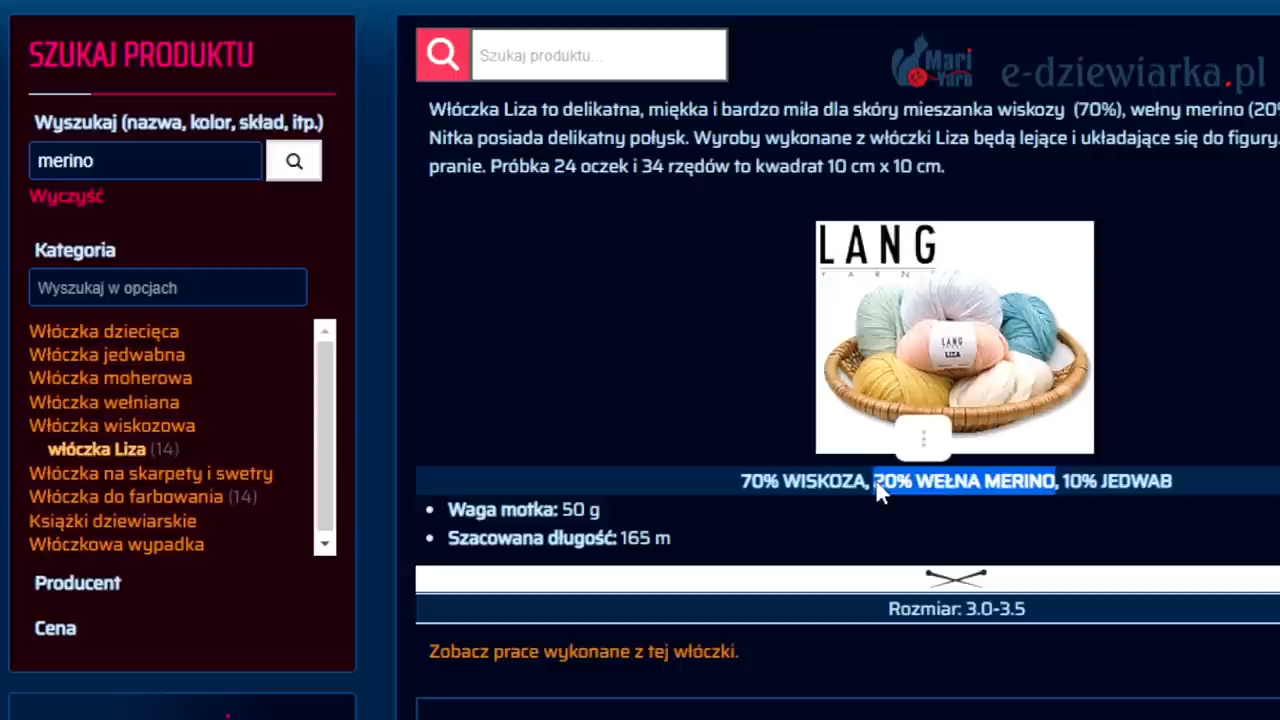 SZUKAJ PRODUKTU
Wyszukaj (nazwa, kolor, skład, itp.)
merino
Wyczyść
Kategoria
Wyszukaj w opcjach
Włóczka dziecięca
Włóczka jedwabna
Włóczka moherowa
Włóczka wełniana
Włóczka wiskozowa
włóczka Liza (14)
Włóczka na skarpety i swetry
Włóczka do farbowania (14)
Książki dziewiarskie
Włóczkowa wypadka
Producent
Cena
Szukaj produktu...
Mari
Yarn
e-dziewiarka.pl
Włóczka Liza to delikatna, miękka i bardzo miła dla skóry mieszanka wiskozy (70%), wełny merino (20%
Nitka posiada delikatny połysk. Wyroby wykonane z włóczki Liza będą lejące i układające się do figury.
pranie. Próbka 24 oczek i 34 rzędów to kwadrat 10 cm x 10 cm.
LANG
YARNS
LANG
LIZA
70% WISKOZA, 20% WEŁNA MERINO, 10% JEDWAB
• Waga motka: 50 g
• Szacowana długość: 165 m
Rozmiar: 3.0-3.5
Zobacz prace wykonane z tej włóczki.